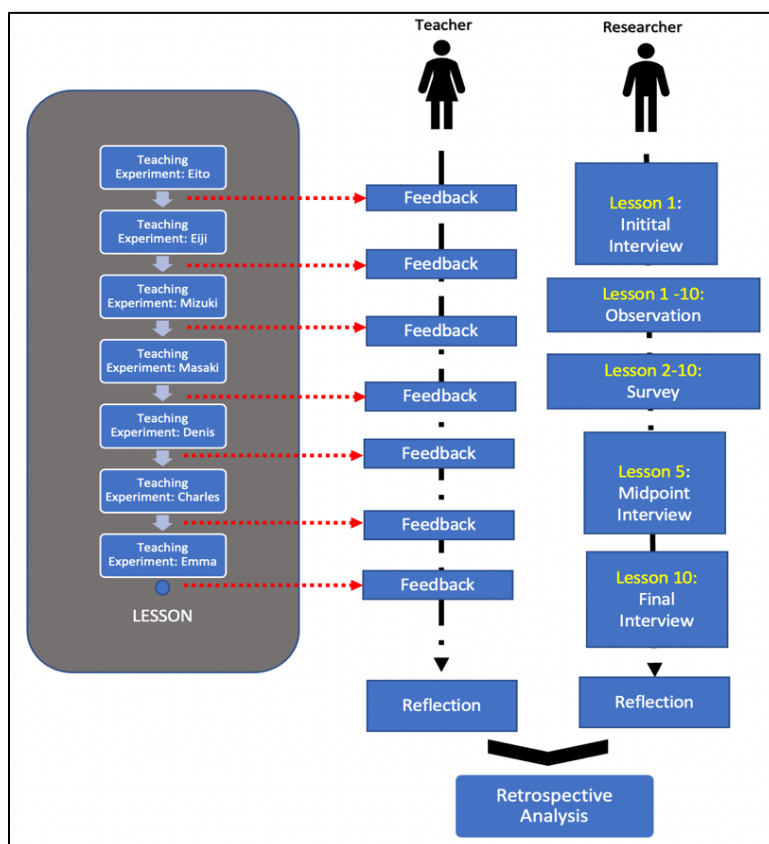 Teacher
Researcher
Teaching
Experiment: Eito
Teaching
Experiment: Eiji
Teaching
Experiment: Mizuki
Teaching
Experiment: Masaki
Teaching
Experiment: Denis
Teaching
Experiment: Charles
Teaching
Experiment: Emma
LESSON
Feedback
Feedback
Feedback
Feedback
Feedback
Feedback
Feedback
Reflection
Lesson 1:
Initital
Interview
Lesson 1 -10:
Observation
Lesson 2-10:
Survey
Lesson 5:
Midpoint
Interview
Lesson 10:
Final
Interview
Reflection
Retrospective
Analysis